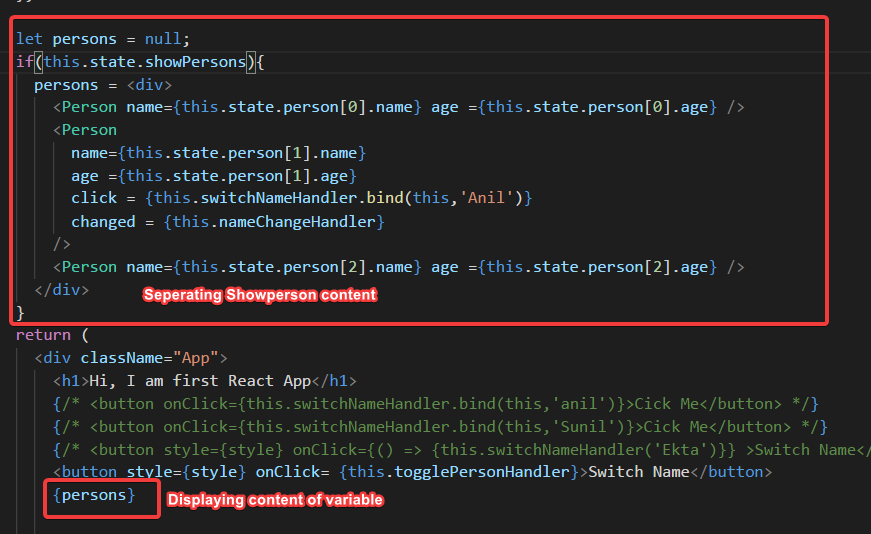 let persons = null;
if(this.state.showPersons){
persons = <div>
<Person name={this.state.person[0].name} age ={this.state.person[0].age} />
<Person
name={this.state.person[1].name}
age ={this.state.person[1].age}
click = {this.switchNameHandler.bind(this,'Anil')}
changed = {this.nameChangeHandler}
/>
<Person name={this.state.person[2].name} age ={this.state.person[2].age} />
</div>
Seperating Showperson content
}
return (
<div className="App">
<h1>Hi, I am first React App</h1>
{/* <button onClick={this.switchNameHandler.bind(this,'anil')}>Cick Me</button> */}
{/* <button onClick={this.switchNameHandler.bind(this,'Sunil')}>Cick Me</button> */}
{/* <button style={style} onClick={() => {this.switchNameHandler('Ekta')}} >Switch Name</
<button style={style} onClick= {this.togglePersonHandler}>Switch Name</button>
{persons}
Displaying content of variable